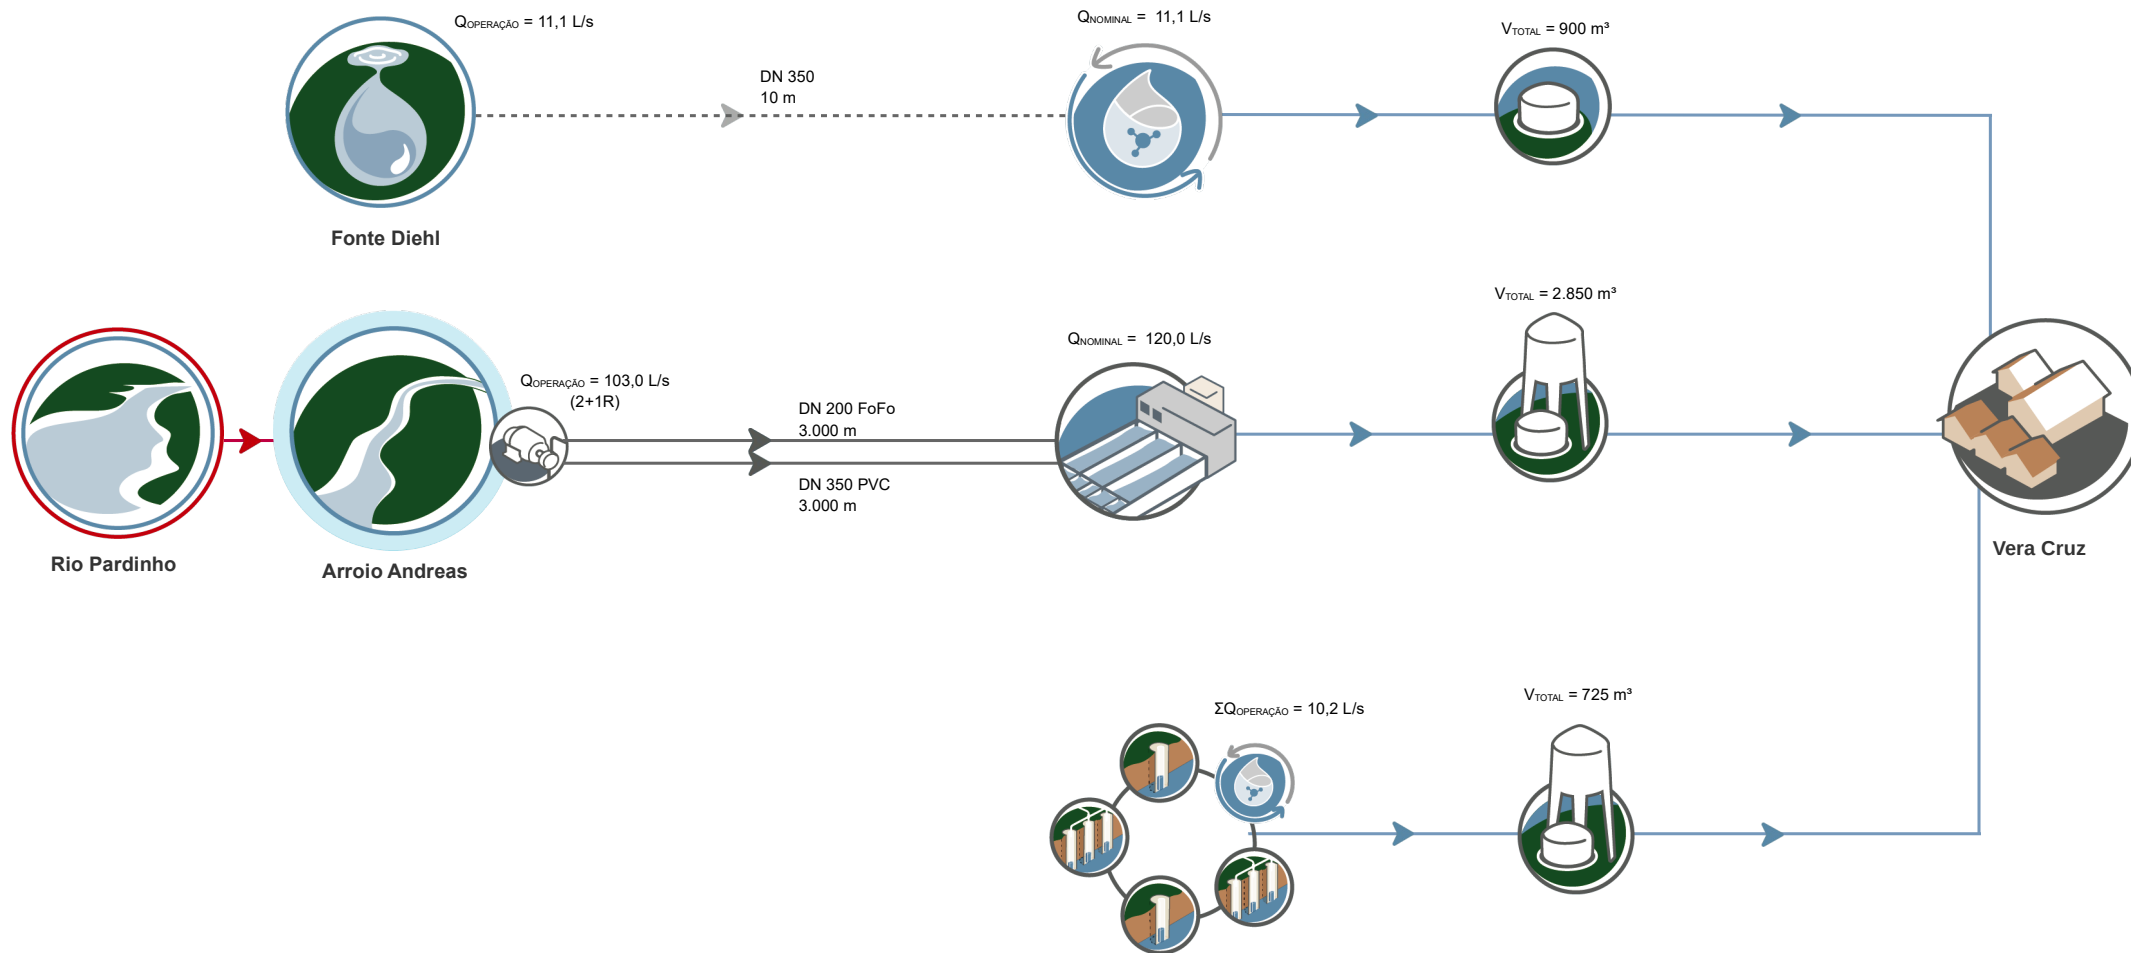 QOPERAÇÃO = 11,1 L/s
QNOMINAL = 11,1 L/s
VTOTAL = 900 m³
DN 350
10 m
Fonte Diehl
VTOTAL = 2.850 m³
QNOMINAL = 120,0 L/s
QOPERAÇÃO = 103,0 L/s
(2+1R)
DN 200 FoFo
3.000 m
DN 350 PVC
3.000 m
Rio Pardinho
Arroio Andreas
Vera Cruz
VTOTAL = 725 m³
ΣQOPERAÇÃO = 10,2 L/s